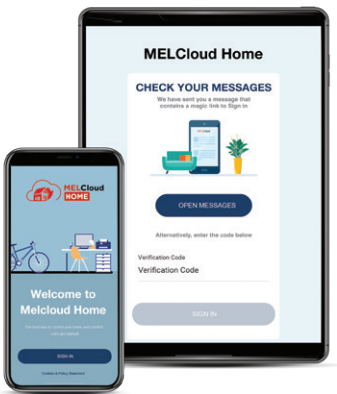 MELCloud Home
CHECK YOUR MESSAGES
We have sent you a message that
contains a magic link to Sign in
OPEN MESSAGES
Alternatively, enter the code below
Verification Code
Verification Code
SIGN IN
MELCloud
HOME
Welcome to
Melcloud Home
SIGN IN
Cookies & Policy Statement